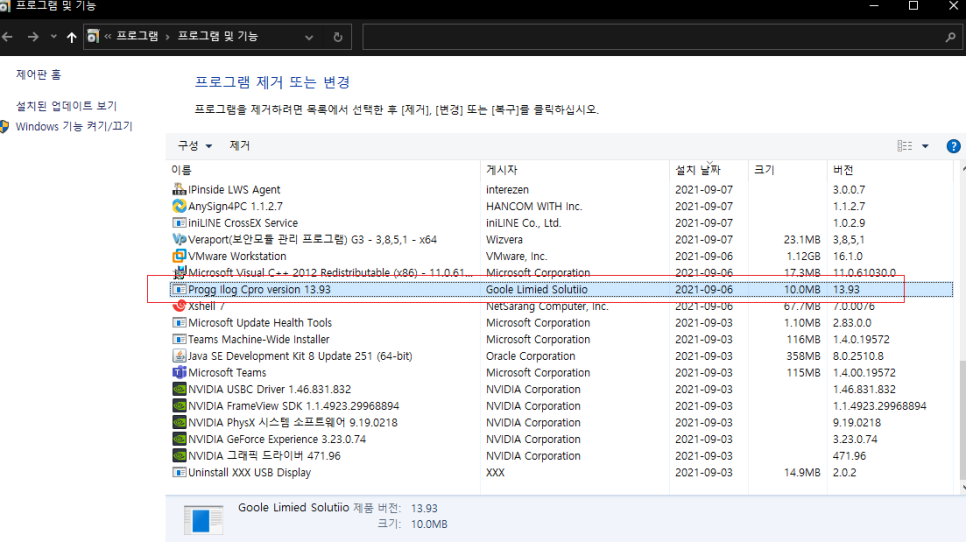 프로그램 및 기능
« 프로그램 › 프로그램 및 기능
제어판 홈
설치된 업데이트 보기
Windows 기능 켜기/끄기
프로그램 제거 또는 변경
프로그램을 제거하려면 목록에서 선택한 후 [제거], [변경] 또는 [복구]를 클릭하십시오.
구성 제거
이름 게시자 설치 날짜 크기 버전
IPinside LWS Agent interezen 2021-09-07 3.0.0.7
AnySign4PC 1.1.2.7 HANCOM WITH Inc. 2021-09-07 1.1.2.7
iniLINE CrossEX Service iniLINE Co., Ltd. 2021-09-07 1.0.2.9
Veraport(보안모듈 관리 프로그램) G3 - 3,8,5,1 - x64 Wizvera 2021-09-07 23.1MB 3,8,5,1
VMware Workstation VMware, Inc. 2021-09-07 1.12GB 16.1.0
Microsoft Visual C++ 2012 Redistributable (x86) - 11.0.61... Microsoft Corporation 2021-09-07 17.3MB 11.0.61030.0
Progg Ilog Cpro version 13.93 Goole Limied Solutiio 2021-09-06 10.0MB 13.93
Xshell 7 NetSarang Computer, Inc. 2021-09-06 67.7MB 7.0.0076
Microsoft Update Health Tools Microsoft Corporation 2021-09-03 1.10MB 2.83.0.0
Teams Machine-Wide Installer Microsoft Corporation 2021-09-03 116MB 1.4.0.19572
Java SE Development Kit 8 Update 251 (64-bit) Oracle Corporation 2021-09-03 358MB 8.0.2510.8
Microsoft Teams Microsoft Corporation 2021-09-03 115MB 1.4.00.19572
NVIDIA USBC Driver 1.46.831.832 NVIDIA Corporation 2021-09-03 1.46.831.832
NVIDIA FrameView SDK 1.1.4923.29968894 NVIDIA Corporation 2021-09-03 1.1.4923.29968894
NVIDIA PhysX 시스템 소프트웨어 9.19.0218 NVIDIA Corporation 2021-09-03 9.19.0218
NVIDIA GeForce Experience 3.23.0.74 NVIDIA Corporation 2021-09-03 3.23.0.74
NVIDIA 그래픽 드라이버 471.96 NVIDIA Corporation 2021-09-03 471.96
Uninstall XXX USB Display XXX 2021-09-03 14.9MB 2.0.2
Goole Limied Solutiio 제품 버전: 13.93
크기: 10.0MB